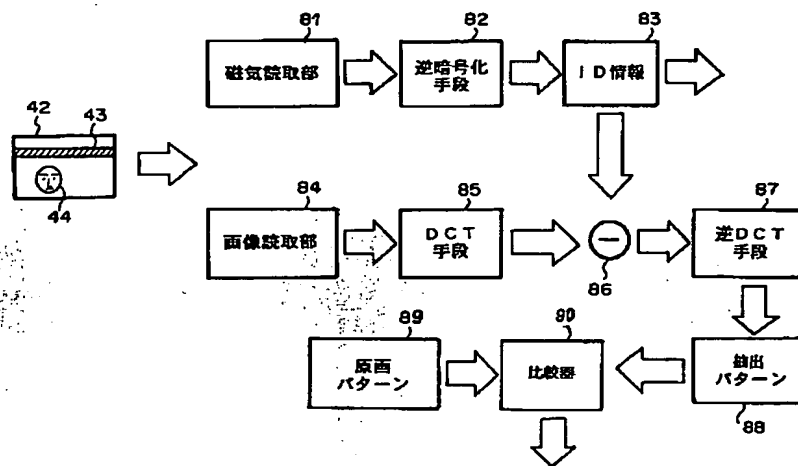 81
82
83
磁気読取部
逆暗号化
手段
ID情報
42
43
44
84
85
87
画像読取部
DCT
手段
−
86
逆DCT
手段
89
90
原画
パターン
比較器
抽出
パターン
88